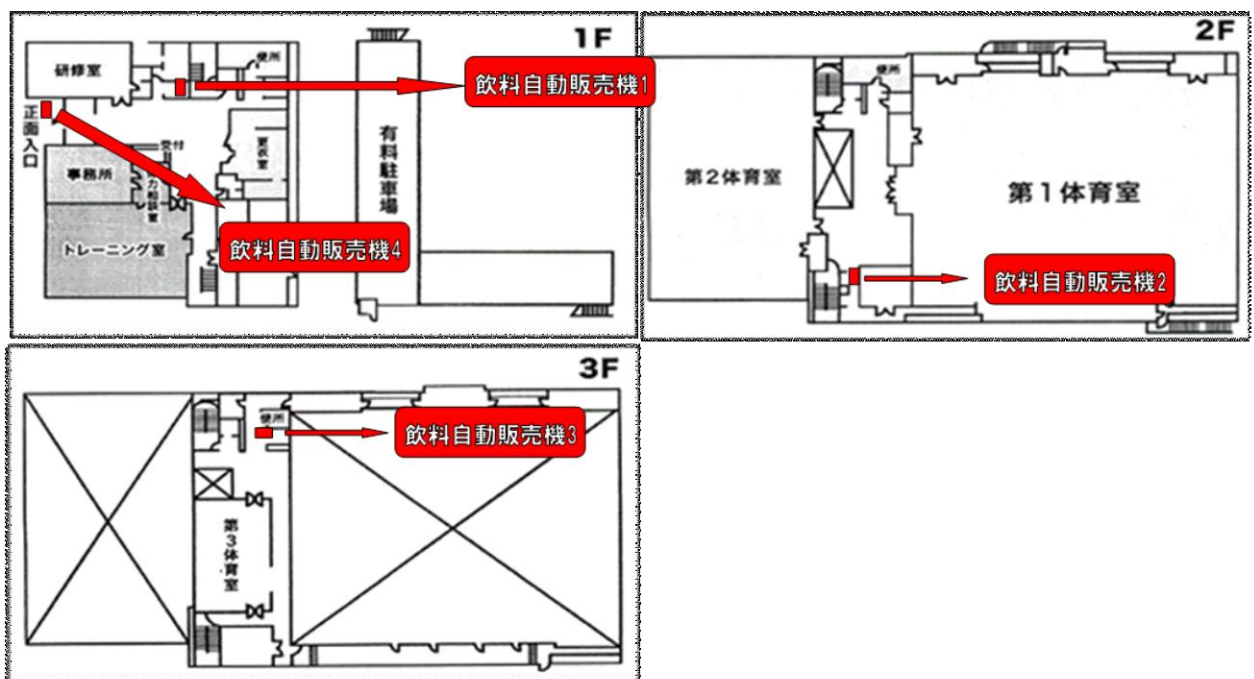 1F
研修室
便所
飲料自動販売機1
正面入口
受付
更衣室
事務所
有料駐車場
トレーニング室
飲料自動販売機4
2F
便所
第2体育室
第1体育室
飲料自動販売機2
3F
便所
飲料自動販売機3
第3体育室